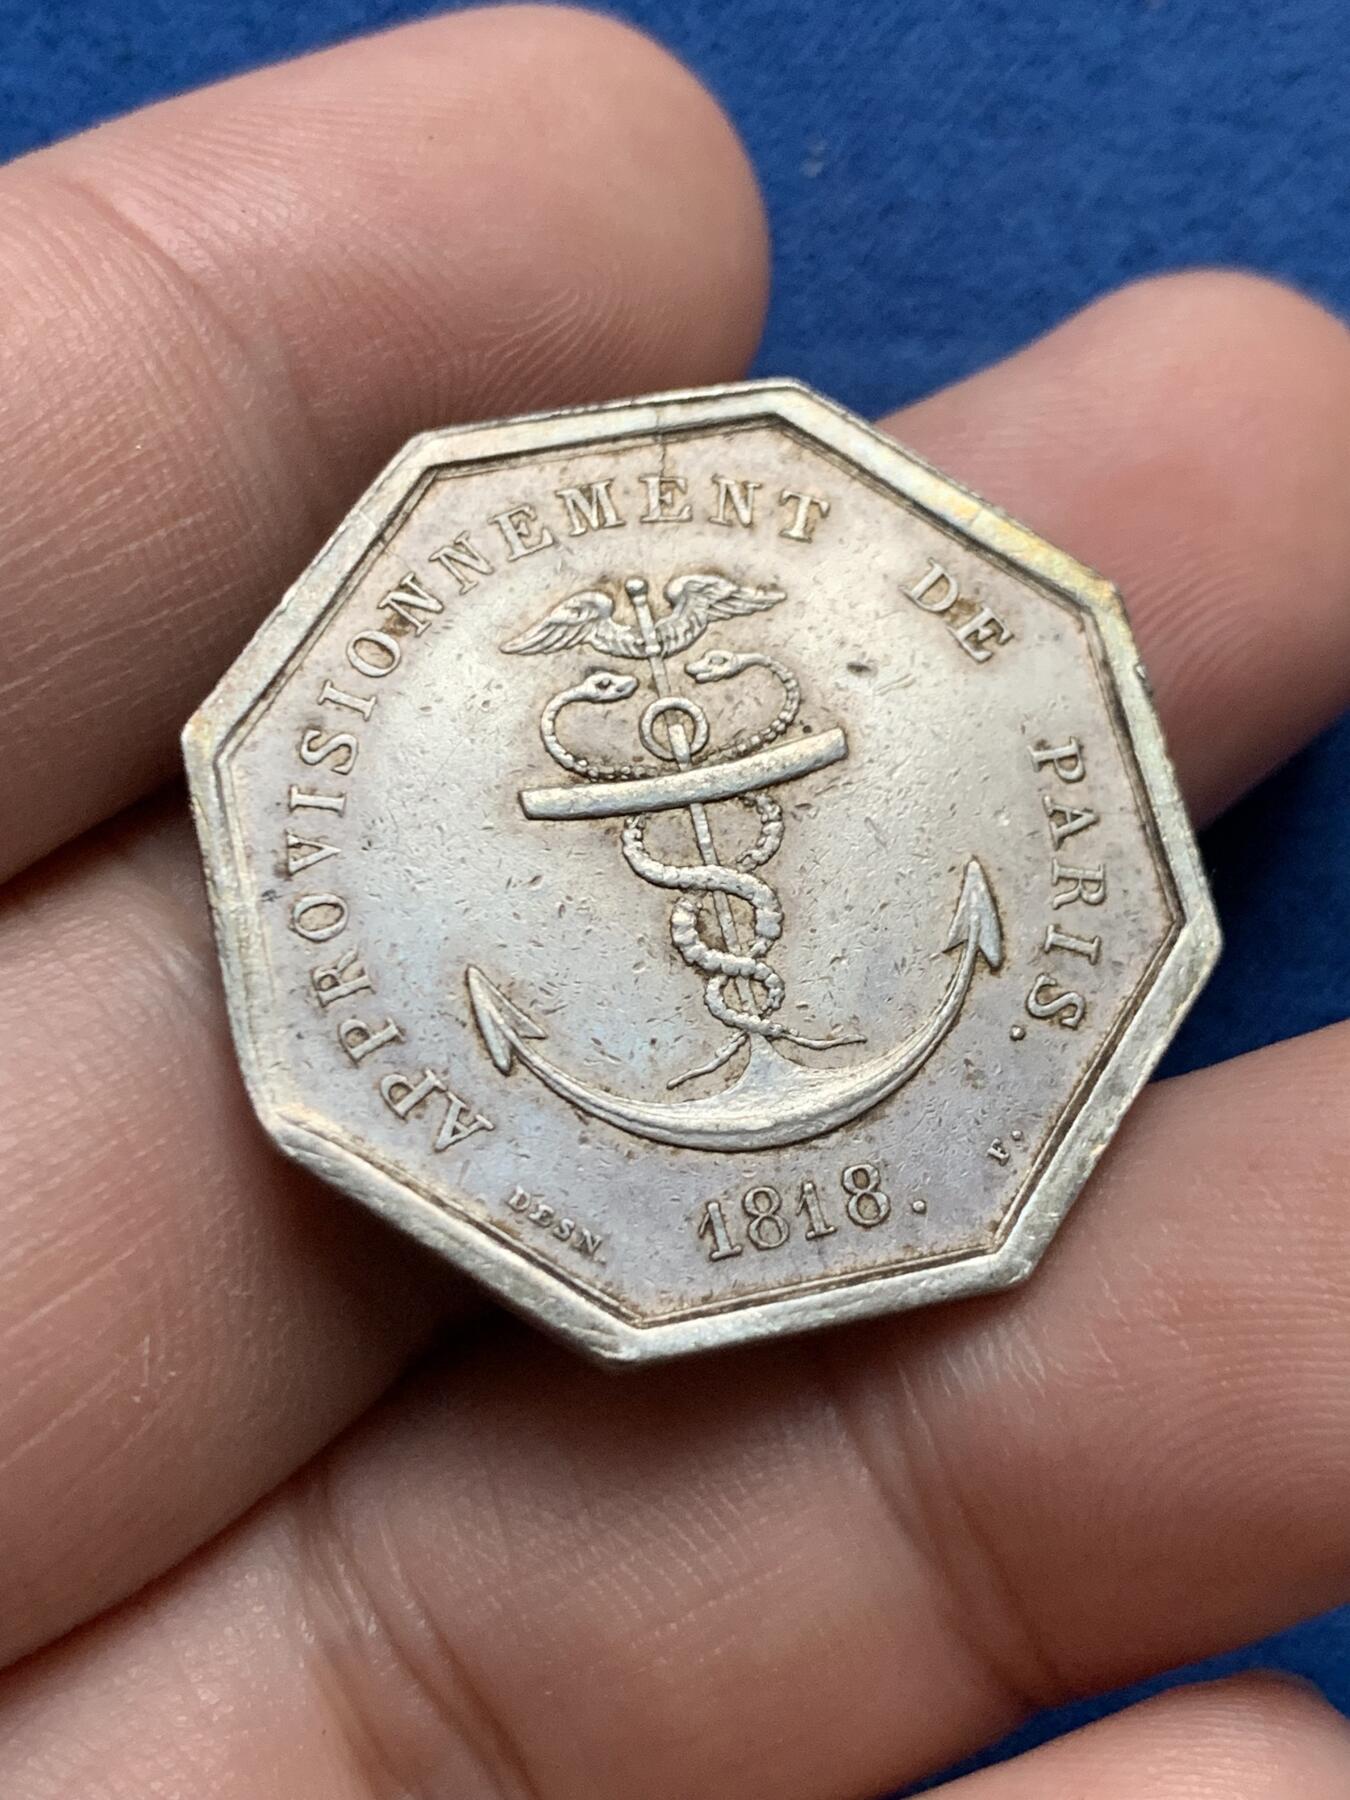 APPROVISIONNEMENT DE PARIS.
1818.
DESN. F.